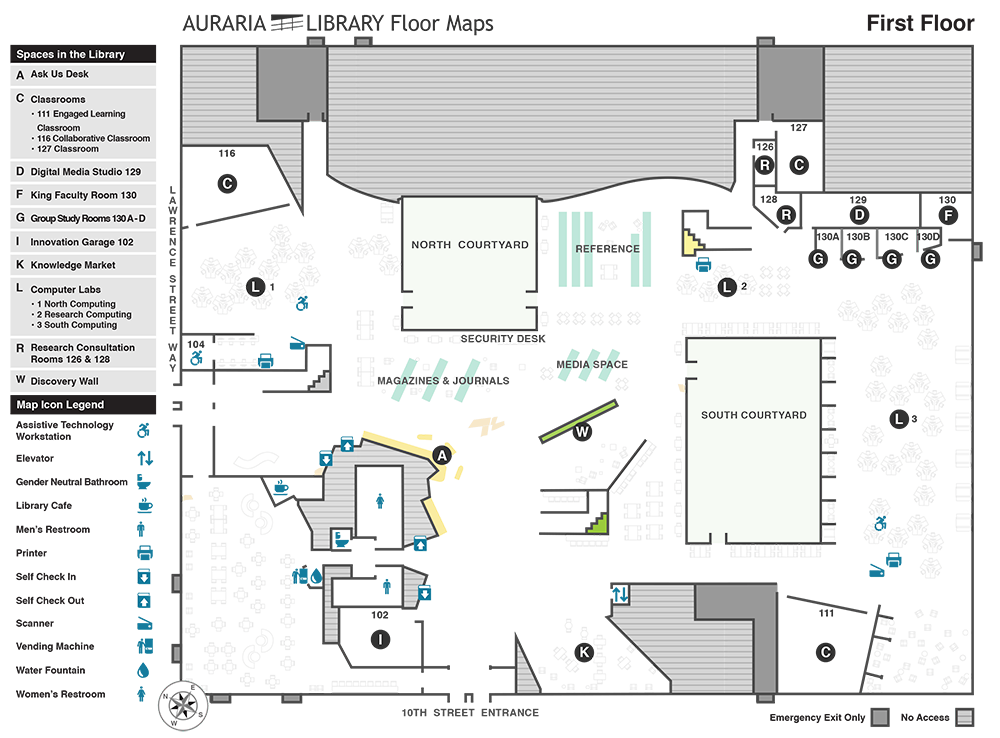 AURARIA LIBRARY Floor Maps
First Floor
Spaces in the Library
A Ask Us Desk
C Classrooms
• 111 Engaged Learning
Classroom
• 116 Collaborative Classroom
• 127 Classroom
D Digital Media Studio 129
F King Faculty Room 130
G Group Study Rooms 130 A - D
I Innovation Garage 102
K Knowledge Market
L Computer Labs
• 1 North Computing
• 2 Research Computing
• 3 South Computing
R Research Consultation
Rooms 126 & 128
W Discovery Wall
Map Icon Legend
Assistive Technology
Workstation
Elevator
Gender Neutral Bathroom
Library Cafe
Men's Restroom
Printer
Self Check In
Self Check Out
Scanner
Vending Machine
Water Fountain
Women's Restroom
N E S W
LAWRENCE STREET WAY
116
C
127
126
R
C
128
R
129
D
130
F
130A 130B 130C 130D
G G G G
NORTH COURTYARD
REFERENCE
L 1
L 2
SECURITY DESK
104
MAGAZINES & JOURNALS
MEDIA SPACE
SOUTH COURTYARD
L 3
W
A
102
I
K
111
C
10TH STREET ENTRANCE
Emergency Exit Only
No Access